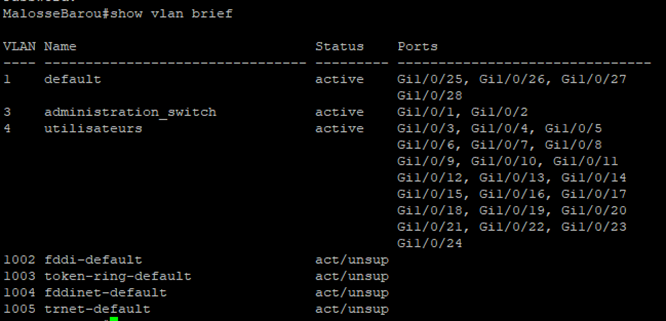 MalosseBarou#show vlan brief
VLAN Name                             Status    Ports
---- -------------------------------- --------- -------------------------------
1    default                          active    Gi1/0/25, Gi1/0/26, Gi1/0/27
                                                Gi1/0/28
3    administration_switch            active    Gi1/0/1, Gi1/0/2
4    utilisateurs                     active    Gi1/0/3, Gi1/0/4, Gi1/0/5
                                                Gi1/0/6, Gi1/0/7, Gi1/0/8
                                                Gi1/0/9, Gi1/0/10, Gi1/0/11
                                                Gi1/0/12, Gi1/0/13, Gi1/0/14
                                                Gi1/0/15, Gi1/0/16, Gi1/0/17
                                                Gi1/0/18, Gi1/0/19, Gi1/0/20
                                                Gi1/0/21, Gi1/0/22, Gi1/0/23
                                                Gi1/0/24
1002 fddi-default                     act/unsup
1003 token-ring-default               act/unsup
1004 fddinet-default                  act/unsup
1005 trnet-default                    act/unsup